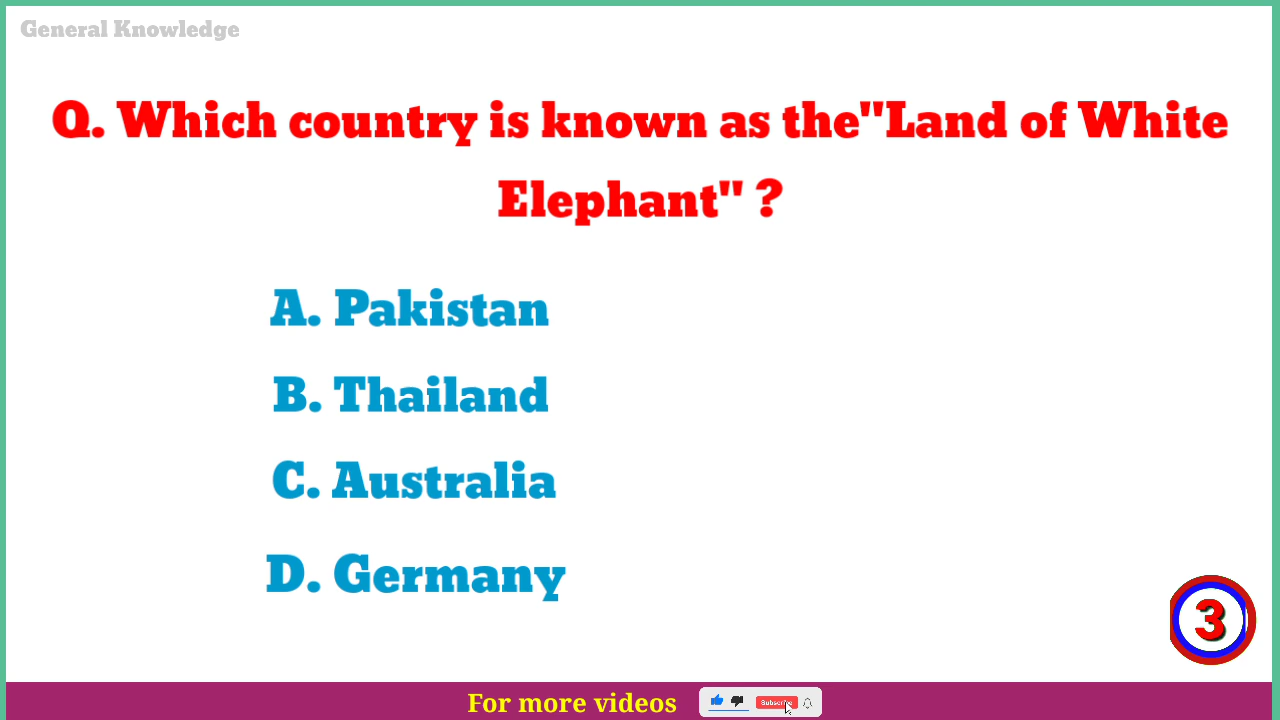 General Knowledge
Q. Which country is known as the"Land of White
Elephant" ?
A. Pakistan
B. Thailand
C. Australia
D. Germany
3
For more videos
Subscribe